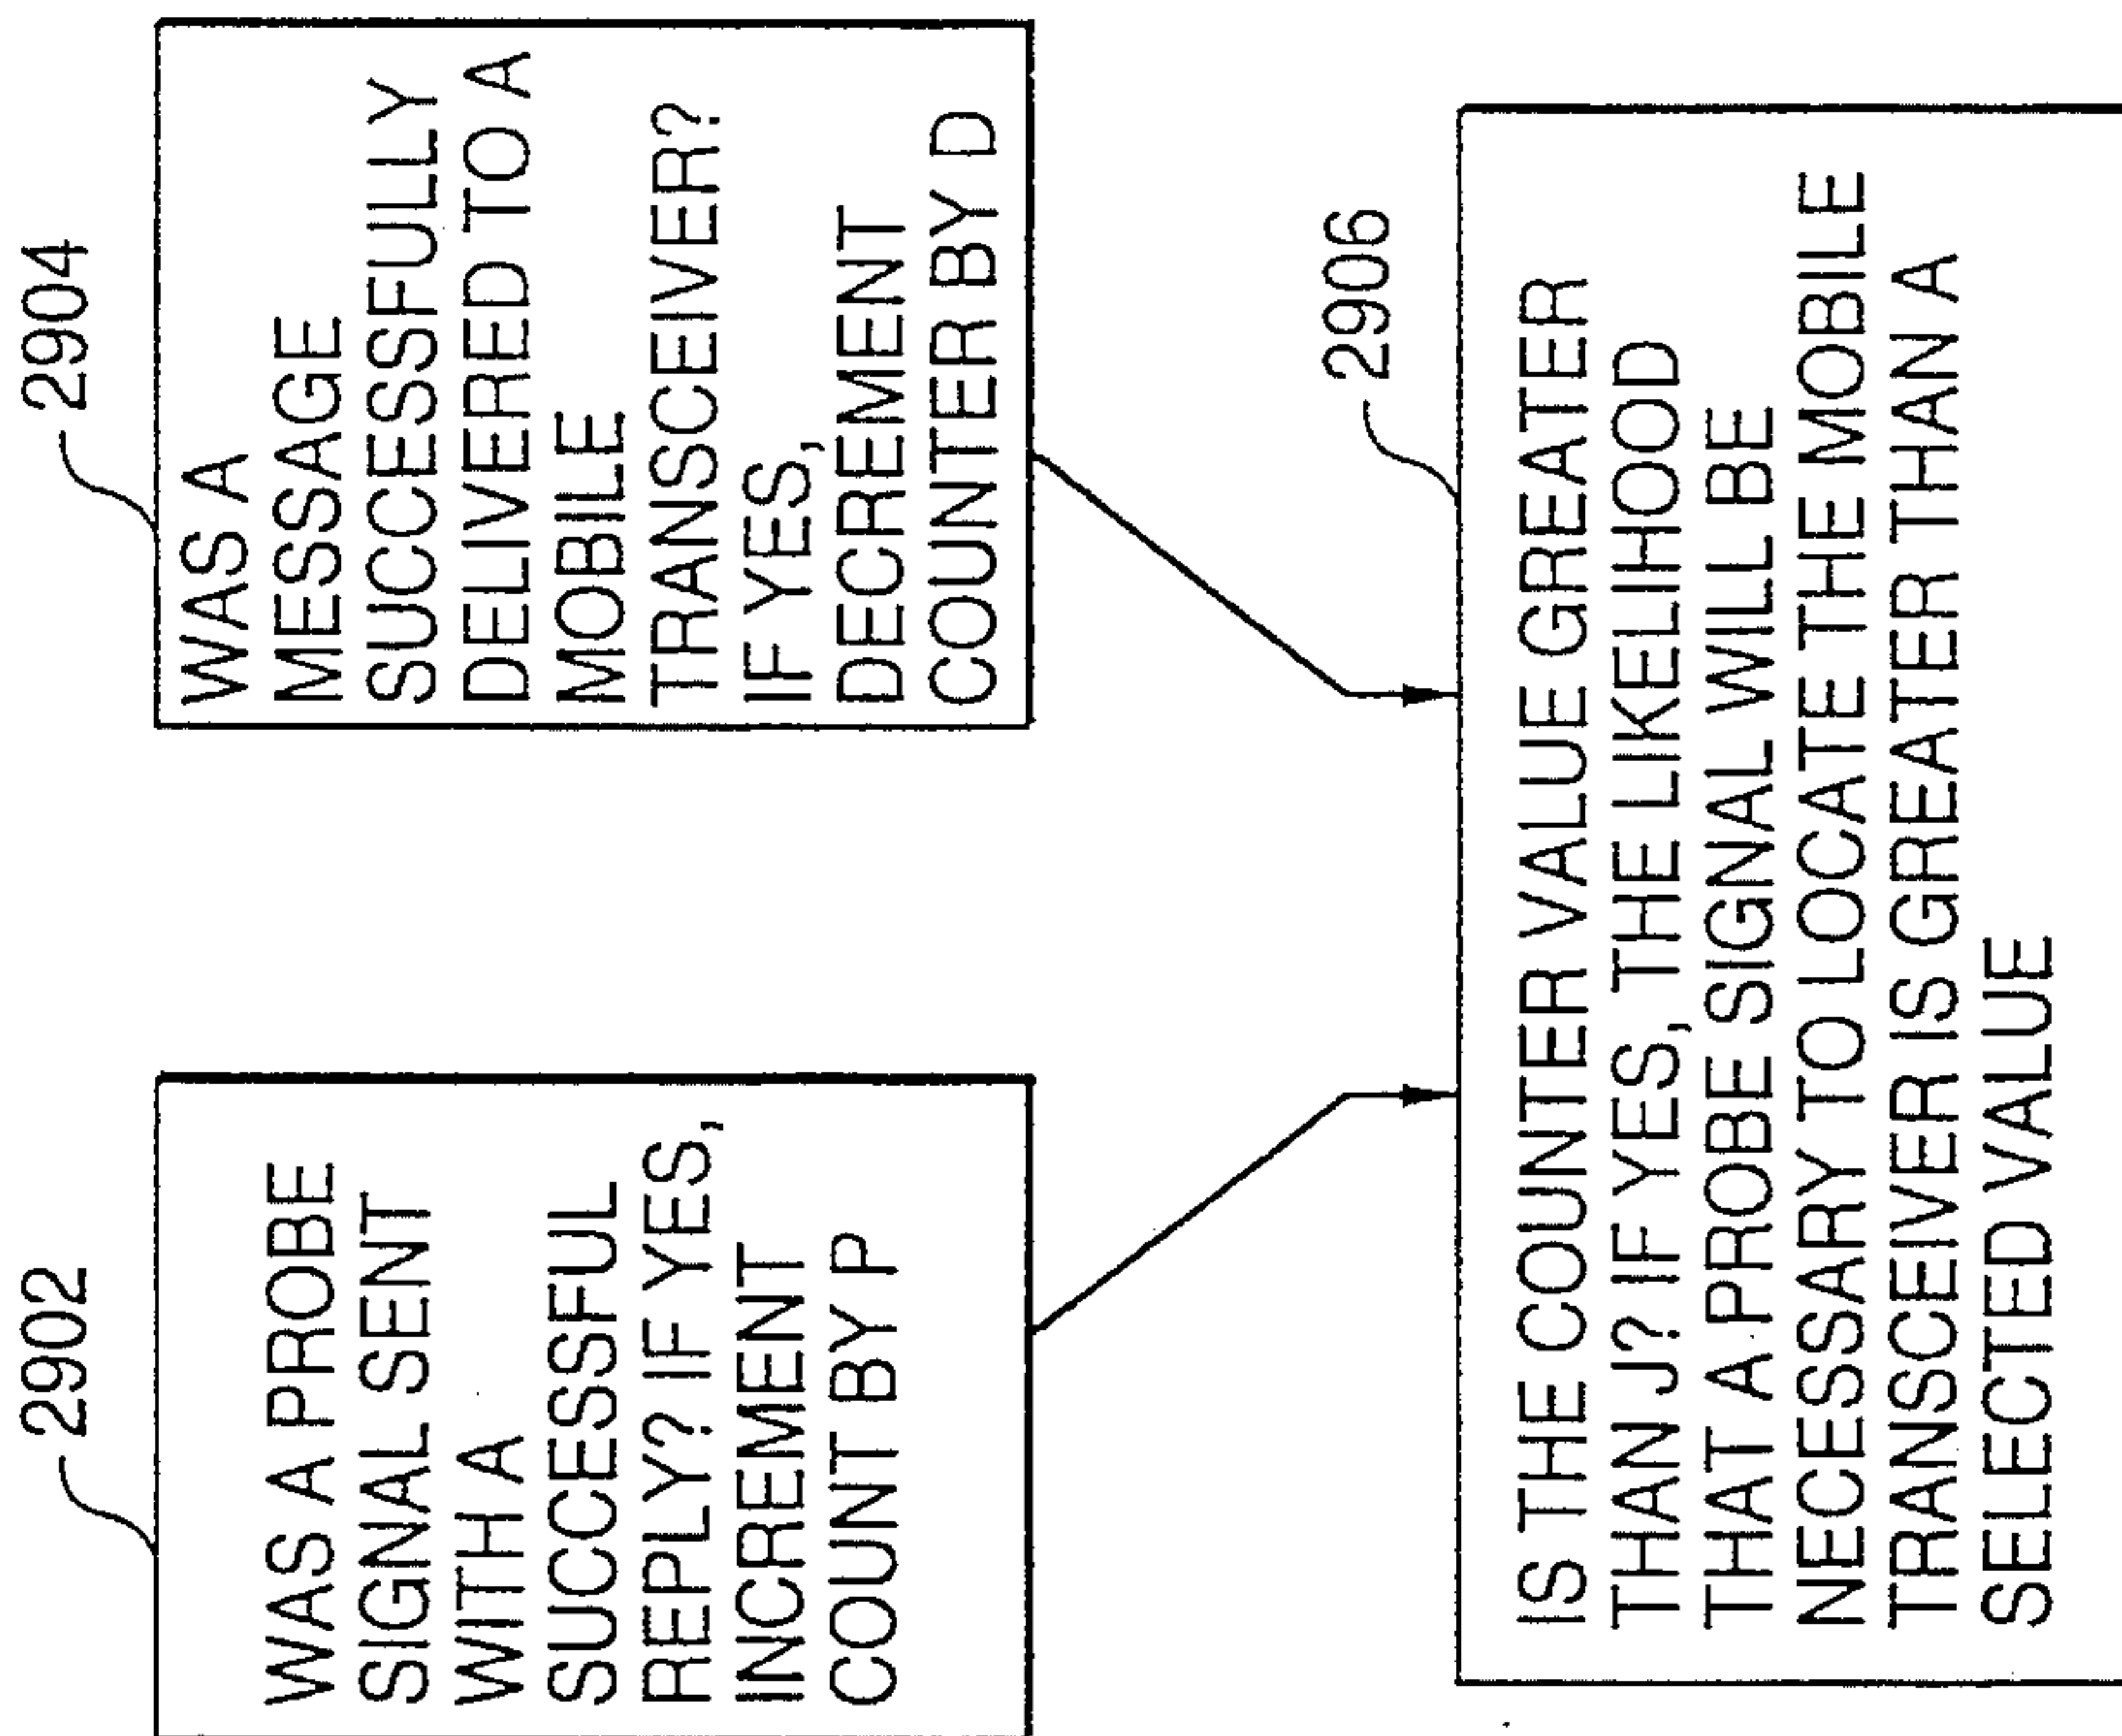 2902
WAS A PROBE
SIGNAL SENT
WITH A
SUCCESSFUL
REPLY? IF YES,
INCREMENT
COUNT BY P
2904
WAS A
MESSAGE
SUCCESSFULLY
DELIVERED TO A
MOBILE
TRANSCEIVER?
IF YES,
DECREMENT
COUNTER BY D
2906
IS THE COUNTER VALUE GREATER
THAN J? IF YES, THE LIKELIHOOD
THAT A PROBE SIGNAL WILL BE
NECESSARY TO LOCATE THE MOBILE
TRANSCEIVER IS GREATER THAN A
SELECTED VALUE